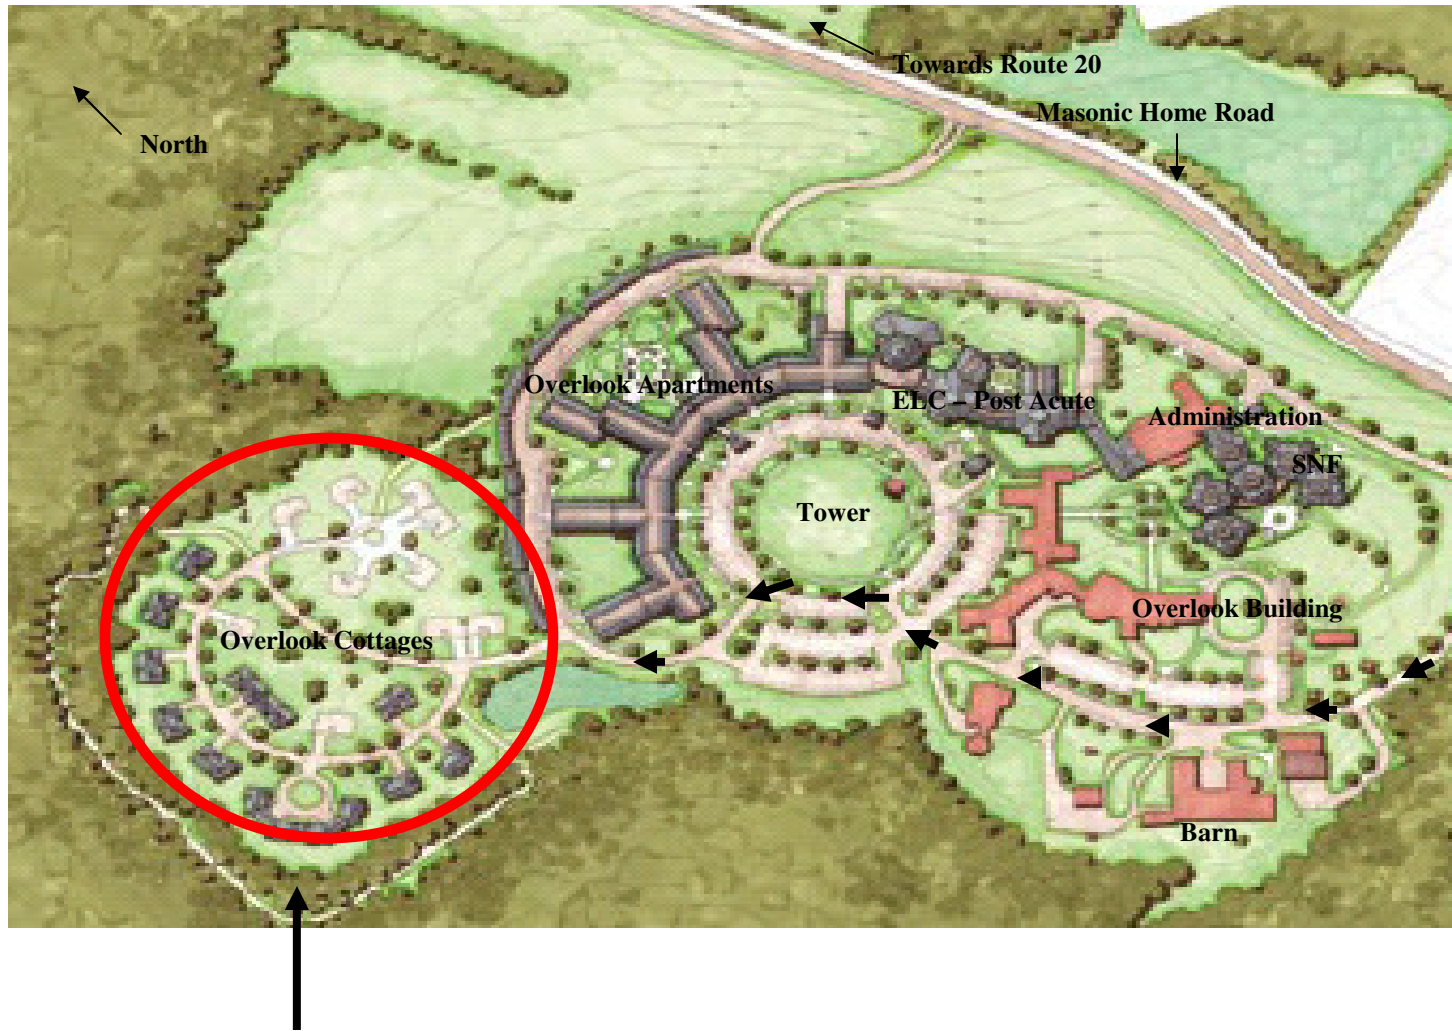 Towards Route 20
Masonic Home Road
North
Overlook Apartments
ELC – Post Acute
Administration
SNF
Tower
Overlook Building
Overlook Cottages
Barn